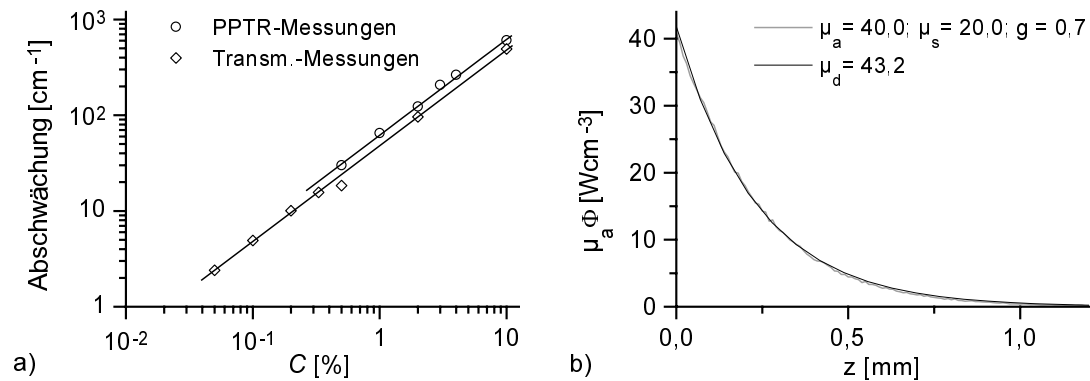 10³
10²
10
1
10⁻²
10⁻¹
1
10
Abschwächung [cm⁻¹]
C [%]
PPTR-Messungen
Transm.-Messungen
a)
40
30
20
10
0
0,0
0,5
1,0
μₐΦ [Wcm⁻³]
z [mm]
μₐ = 40,0; μₛ = 20,0; g = 0,7
μ_d = 43,2
b)